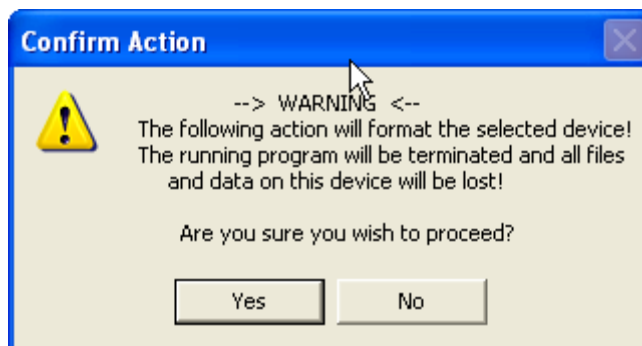 Confirm Action
--> WARNING <--
The following action will format the selected device!
The running program will be terminated and all files
and data on this device will be lost!
Are you sure you wish to proceed?
Yes
No